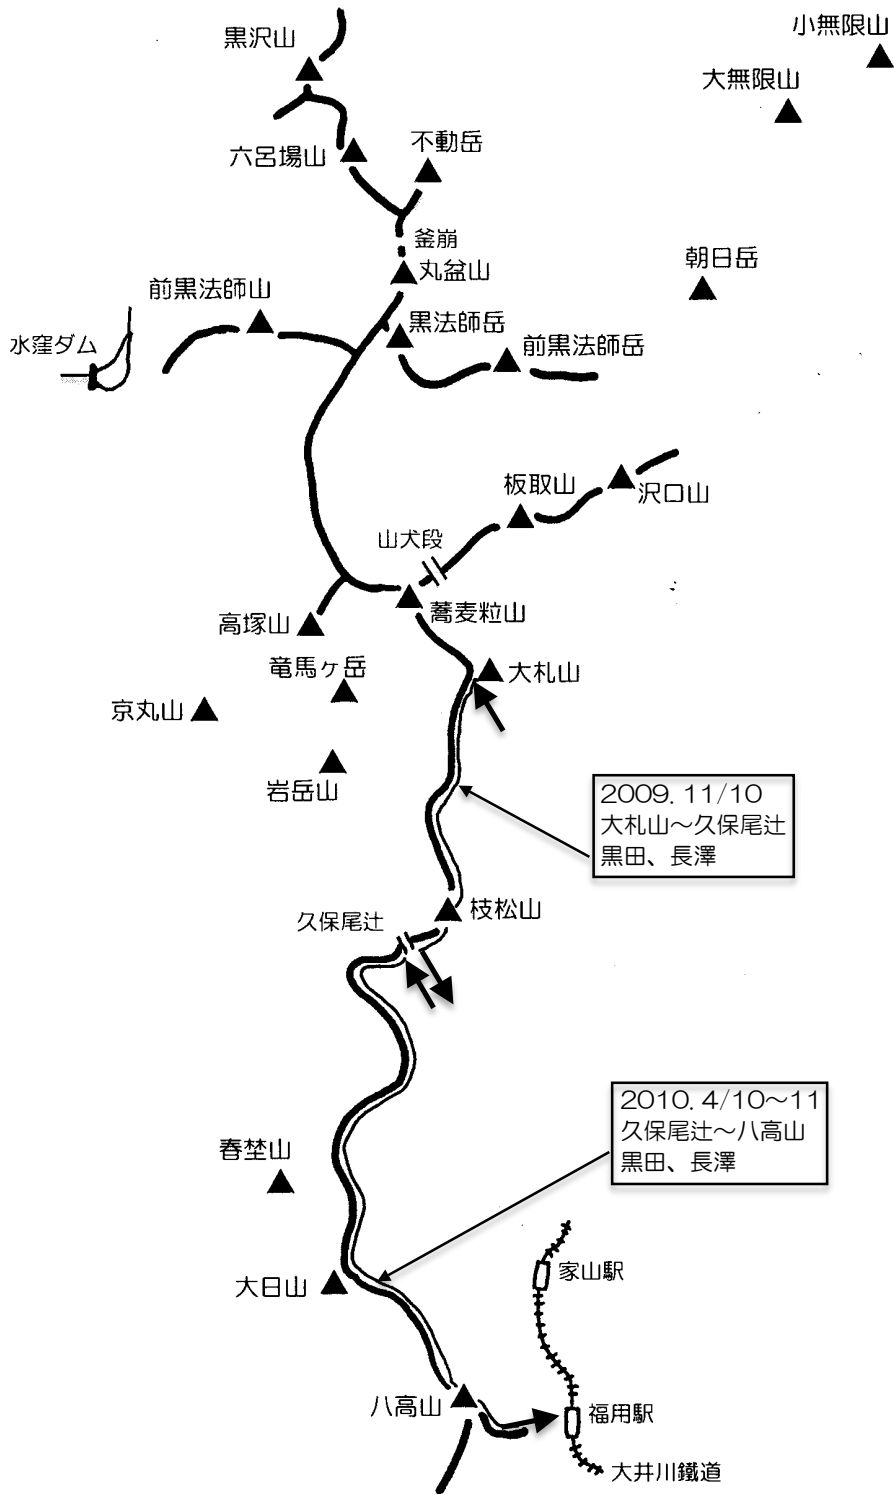 小無限山
黒沢山
大無限山
不動岳
六呂場山
釜崩
朝日岳
丸盆山
前黒法師山
黒法師岳
水窪ダム
前黒法師岳
板取山
沢口山
山犬段
蕎麦粒山
高塚山
竜馬ヶ岳
大札山
京丸山
岩岳山
2009. 11/10
大札山〜久保尾辻
黒田、長澤
枝松山
久保尾辻
2010. 4/10〜11
久保尾辻〜八高山
黒田、長澤
春埜山
家山駅
大日山
八高山
福用駅
大井川鐵道